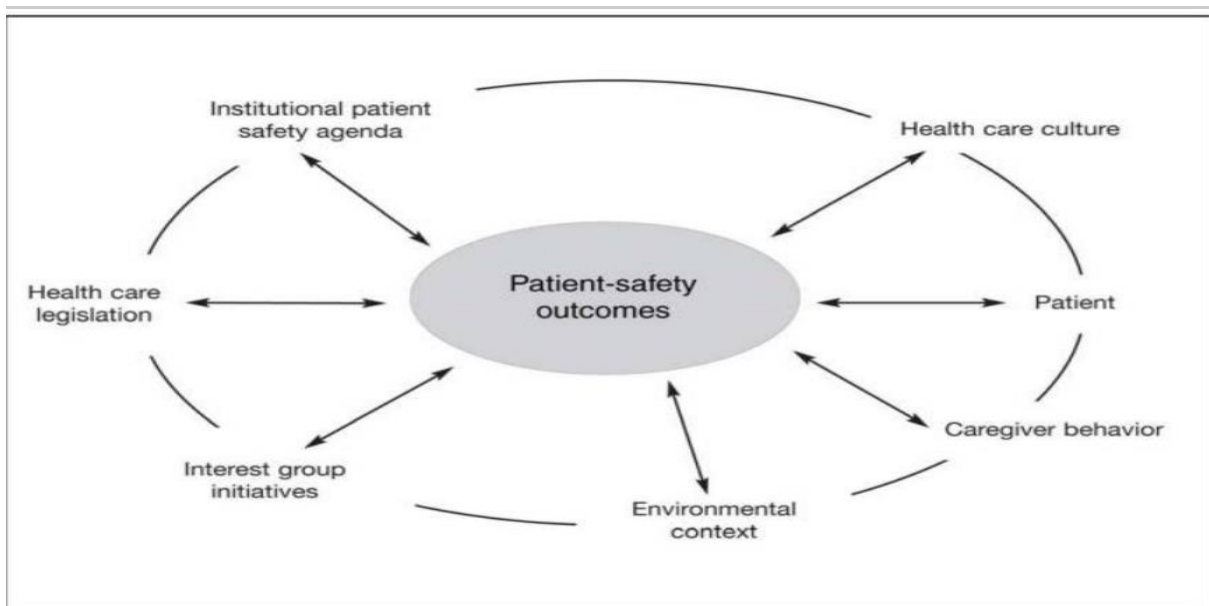 Institutional patient
safety agenda
Health care culture
Health care
legislation
Patient-safety
outcomes
Patient
Caregiver behavior
Interest group
initiatives
Environmental
context